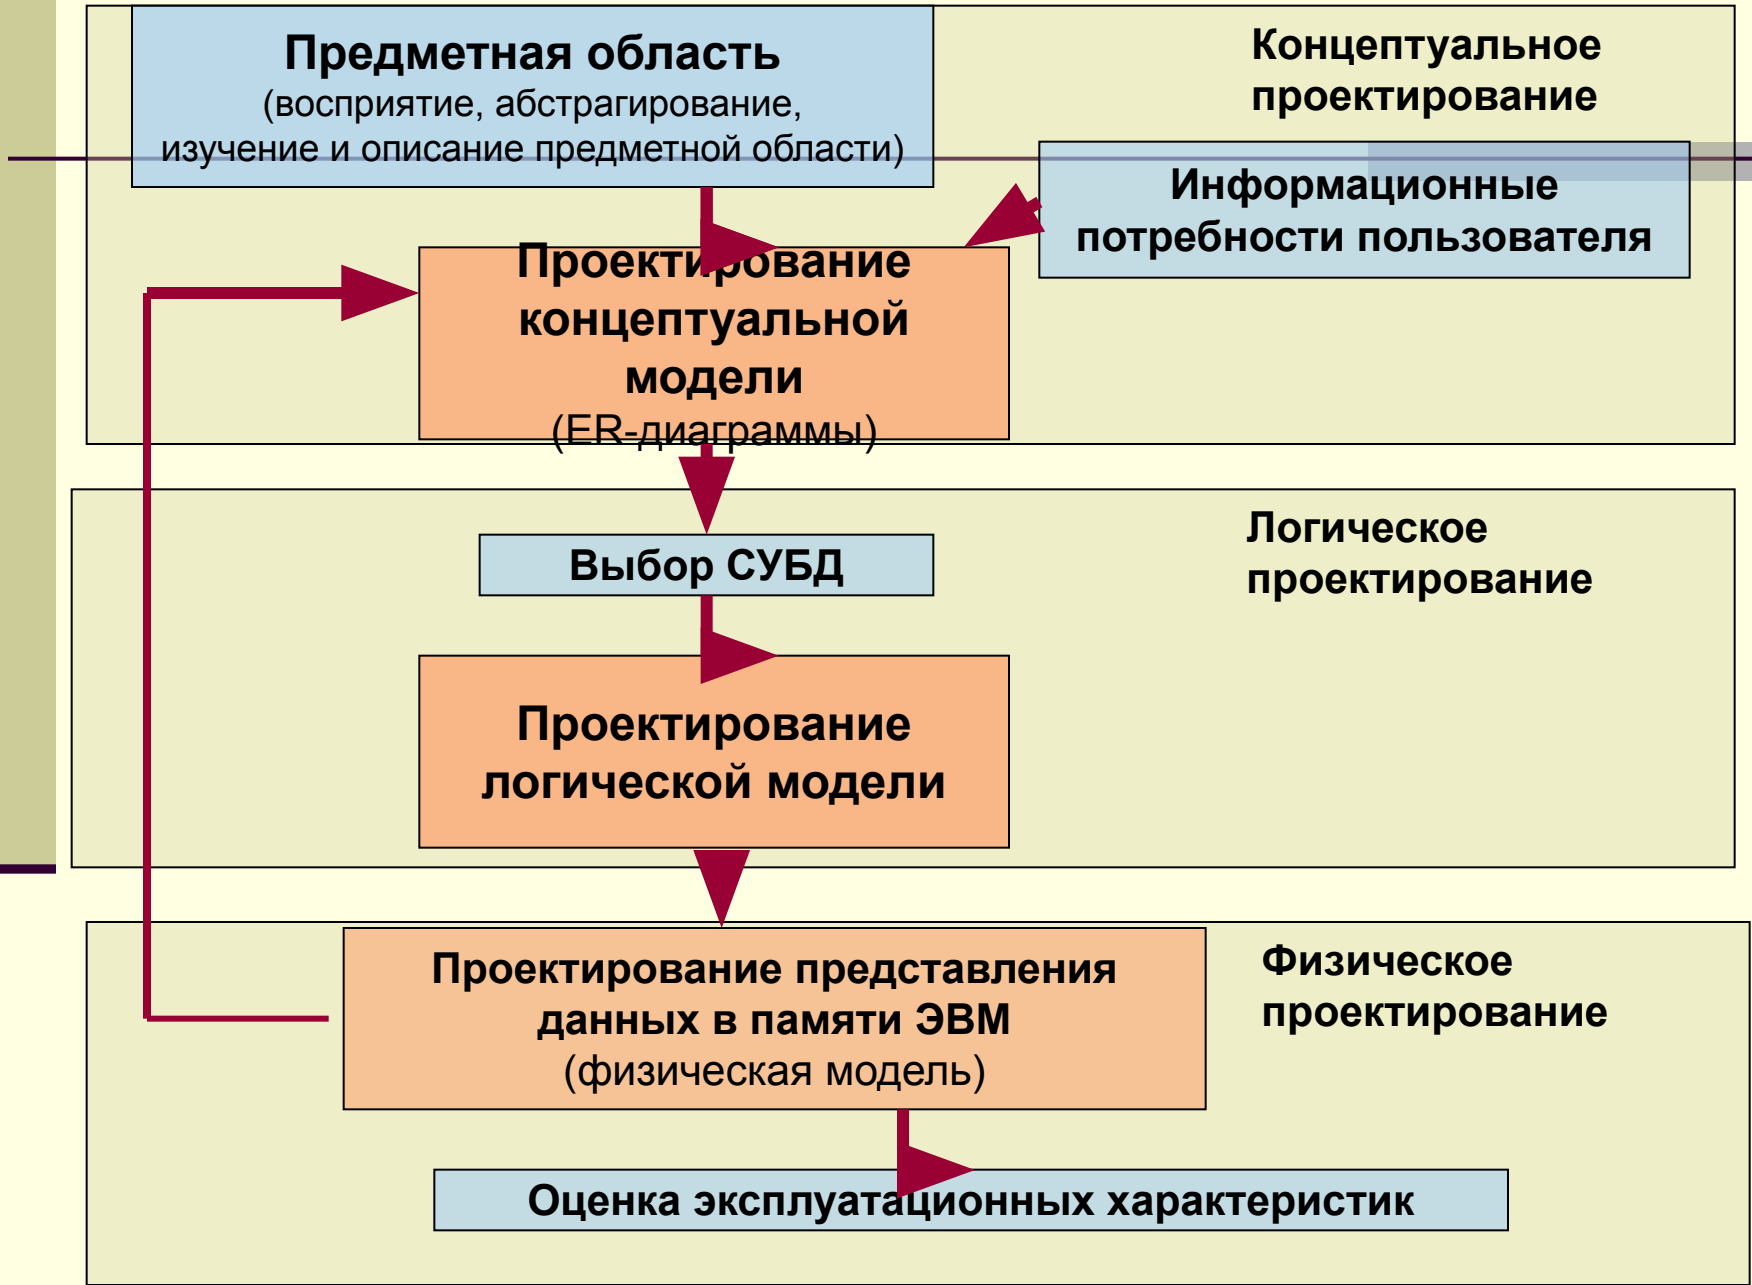 Предметная область
(восприятие, абстрагирование,
изучение и описание предметной области)
Концептуальное
проектирование
Информационные
потребности пользователя
Проектирование
концептуальной
модели
(ER-диаграммы)
Логическое
проектирование
Выбор СУБД
Проектирование
логической модели
Физическое
проектирование
Проектирование представления
данных в памяти ЭВМ
(физическая модель)
Оценка эксплуатационных характеристик